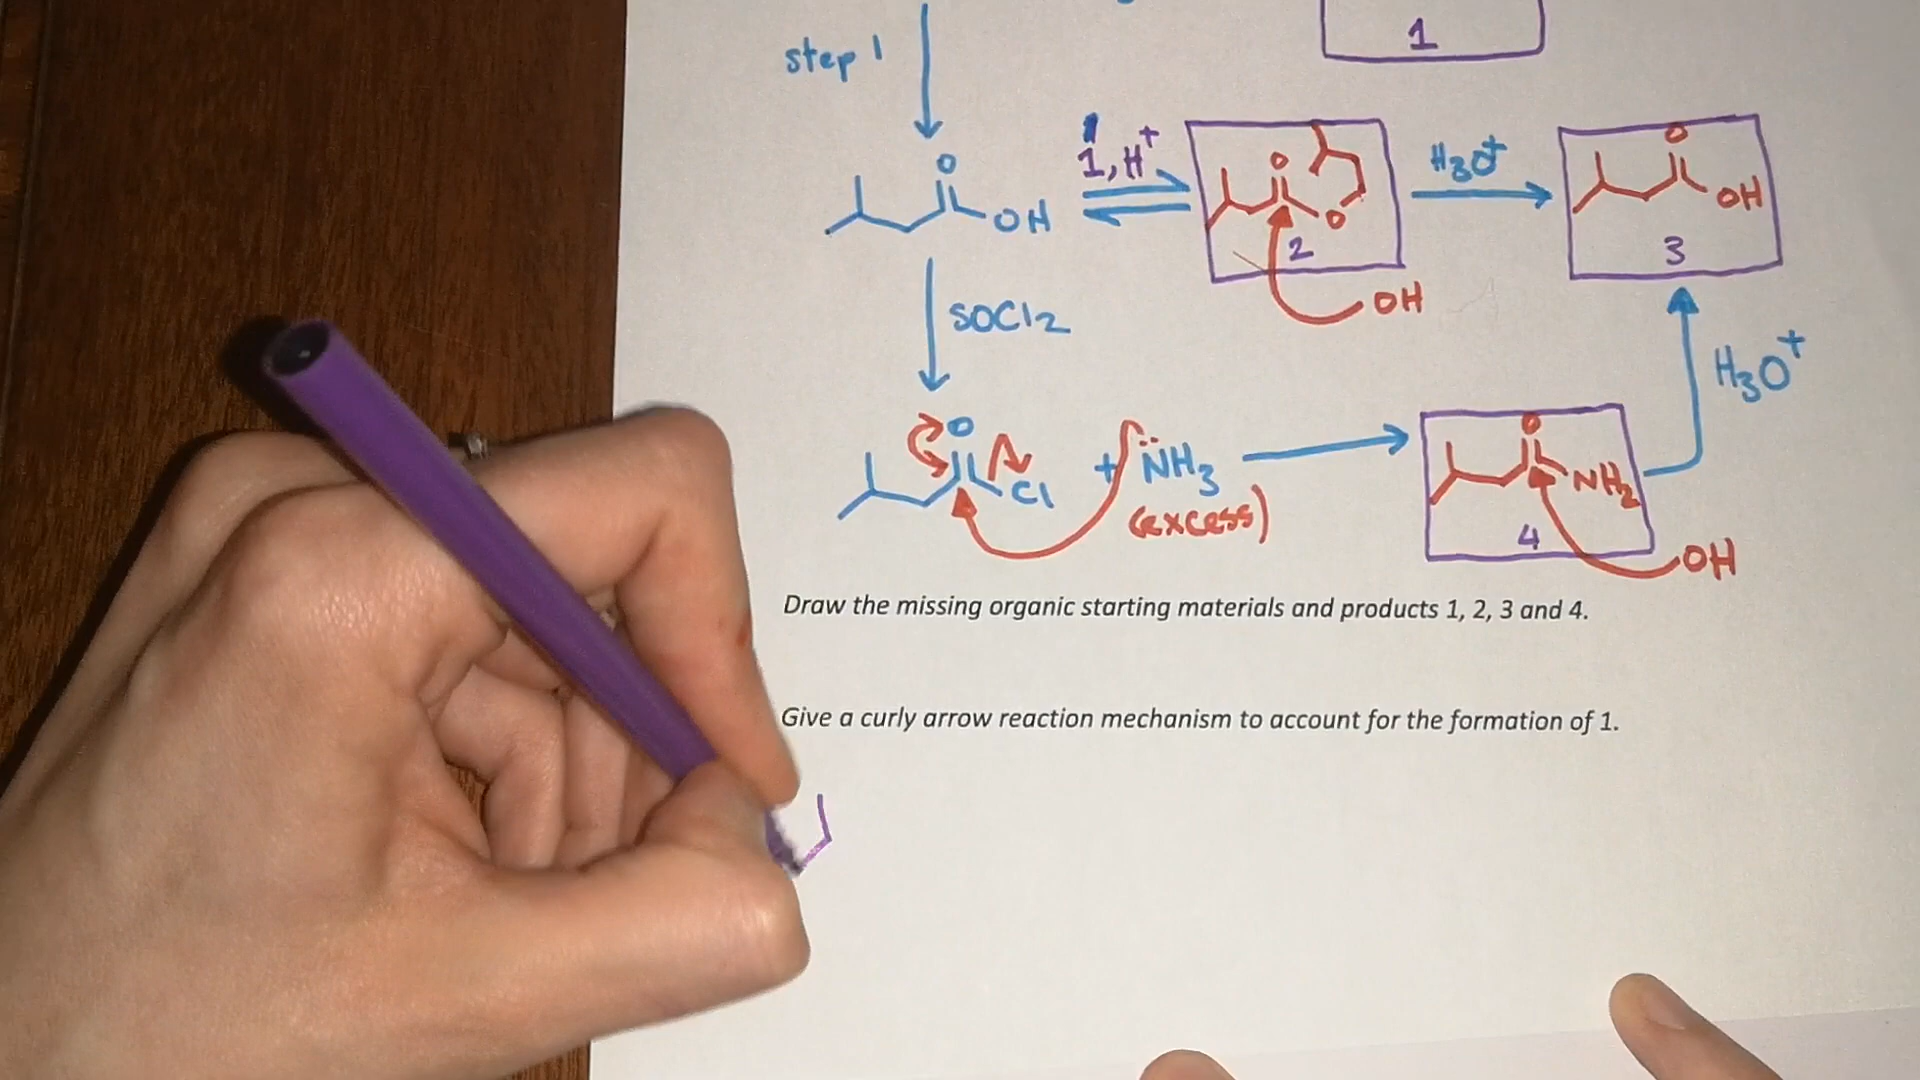 1
step 1
O
OH
1, H+
O
O
2
H3O+
O
OH
3
OH
SOCl2
H3O+
O
Cl
+ NH3
(excess)
O
NH2
4
OH
Draw the missing organic starting materials and products 1, 2, 3 and 4.
Give a curly arrow reaction mechanism to account for the formation of 1.